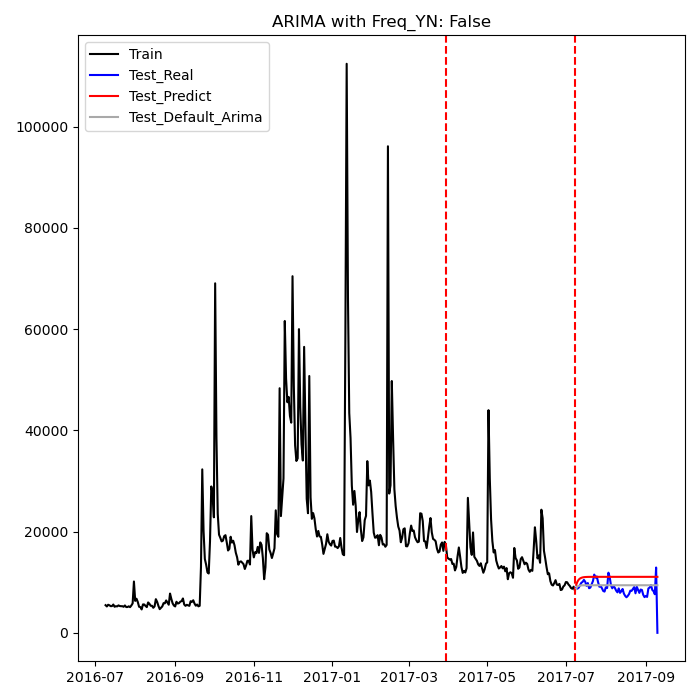 ARIMA with Freq_YN: False
Train
Test_Real
Test_Predict
Test_Default_Arima
100000
80000
60000
40000
20000
0
2016-07 2016-09 2016-11 2017-01 2017-03 2017-05 2017-07 2017-09